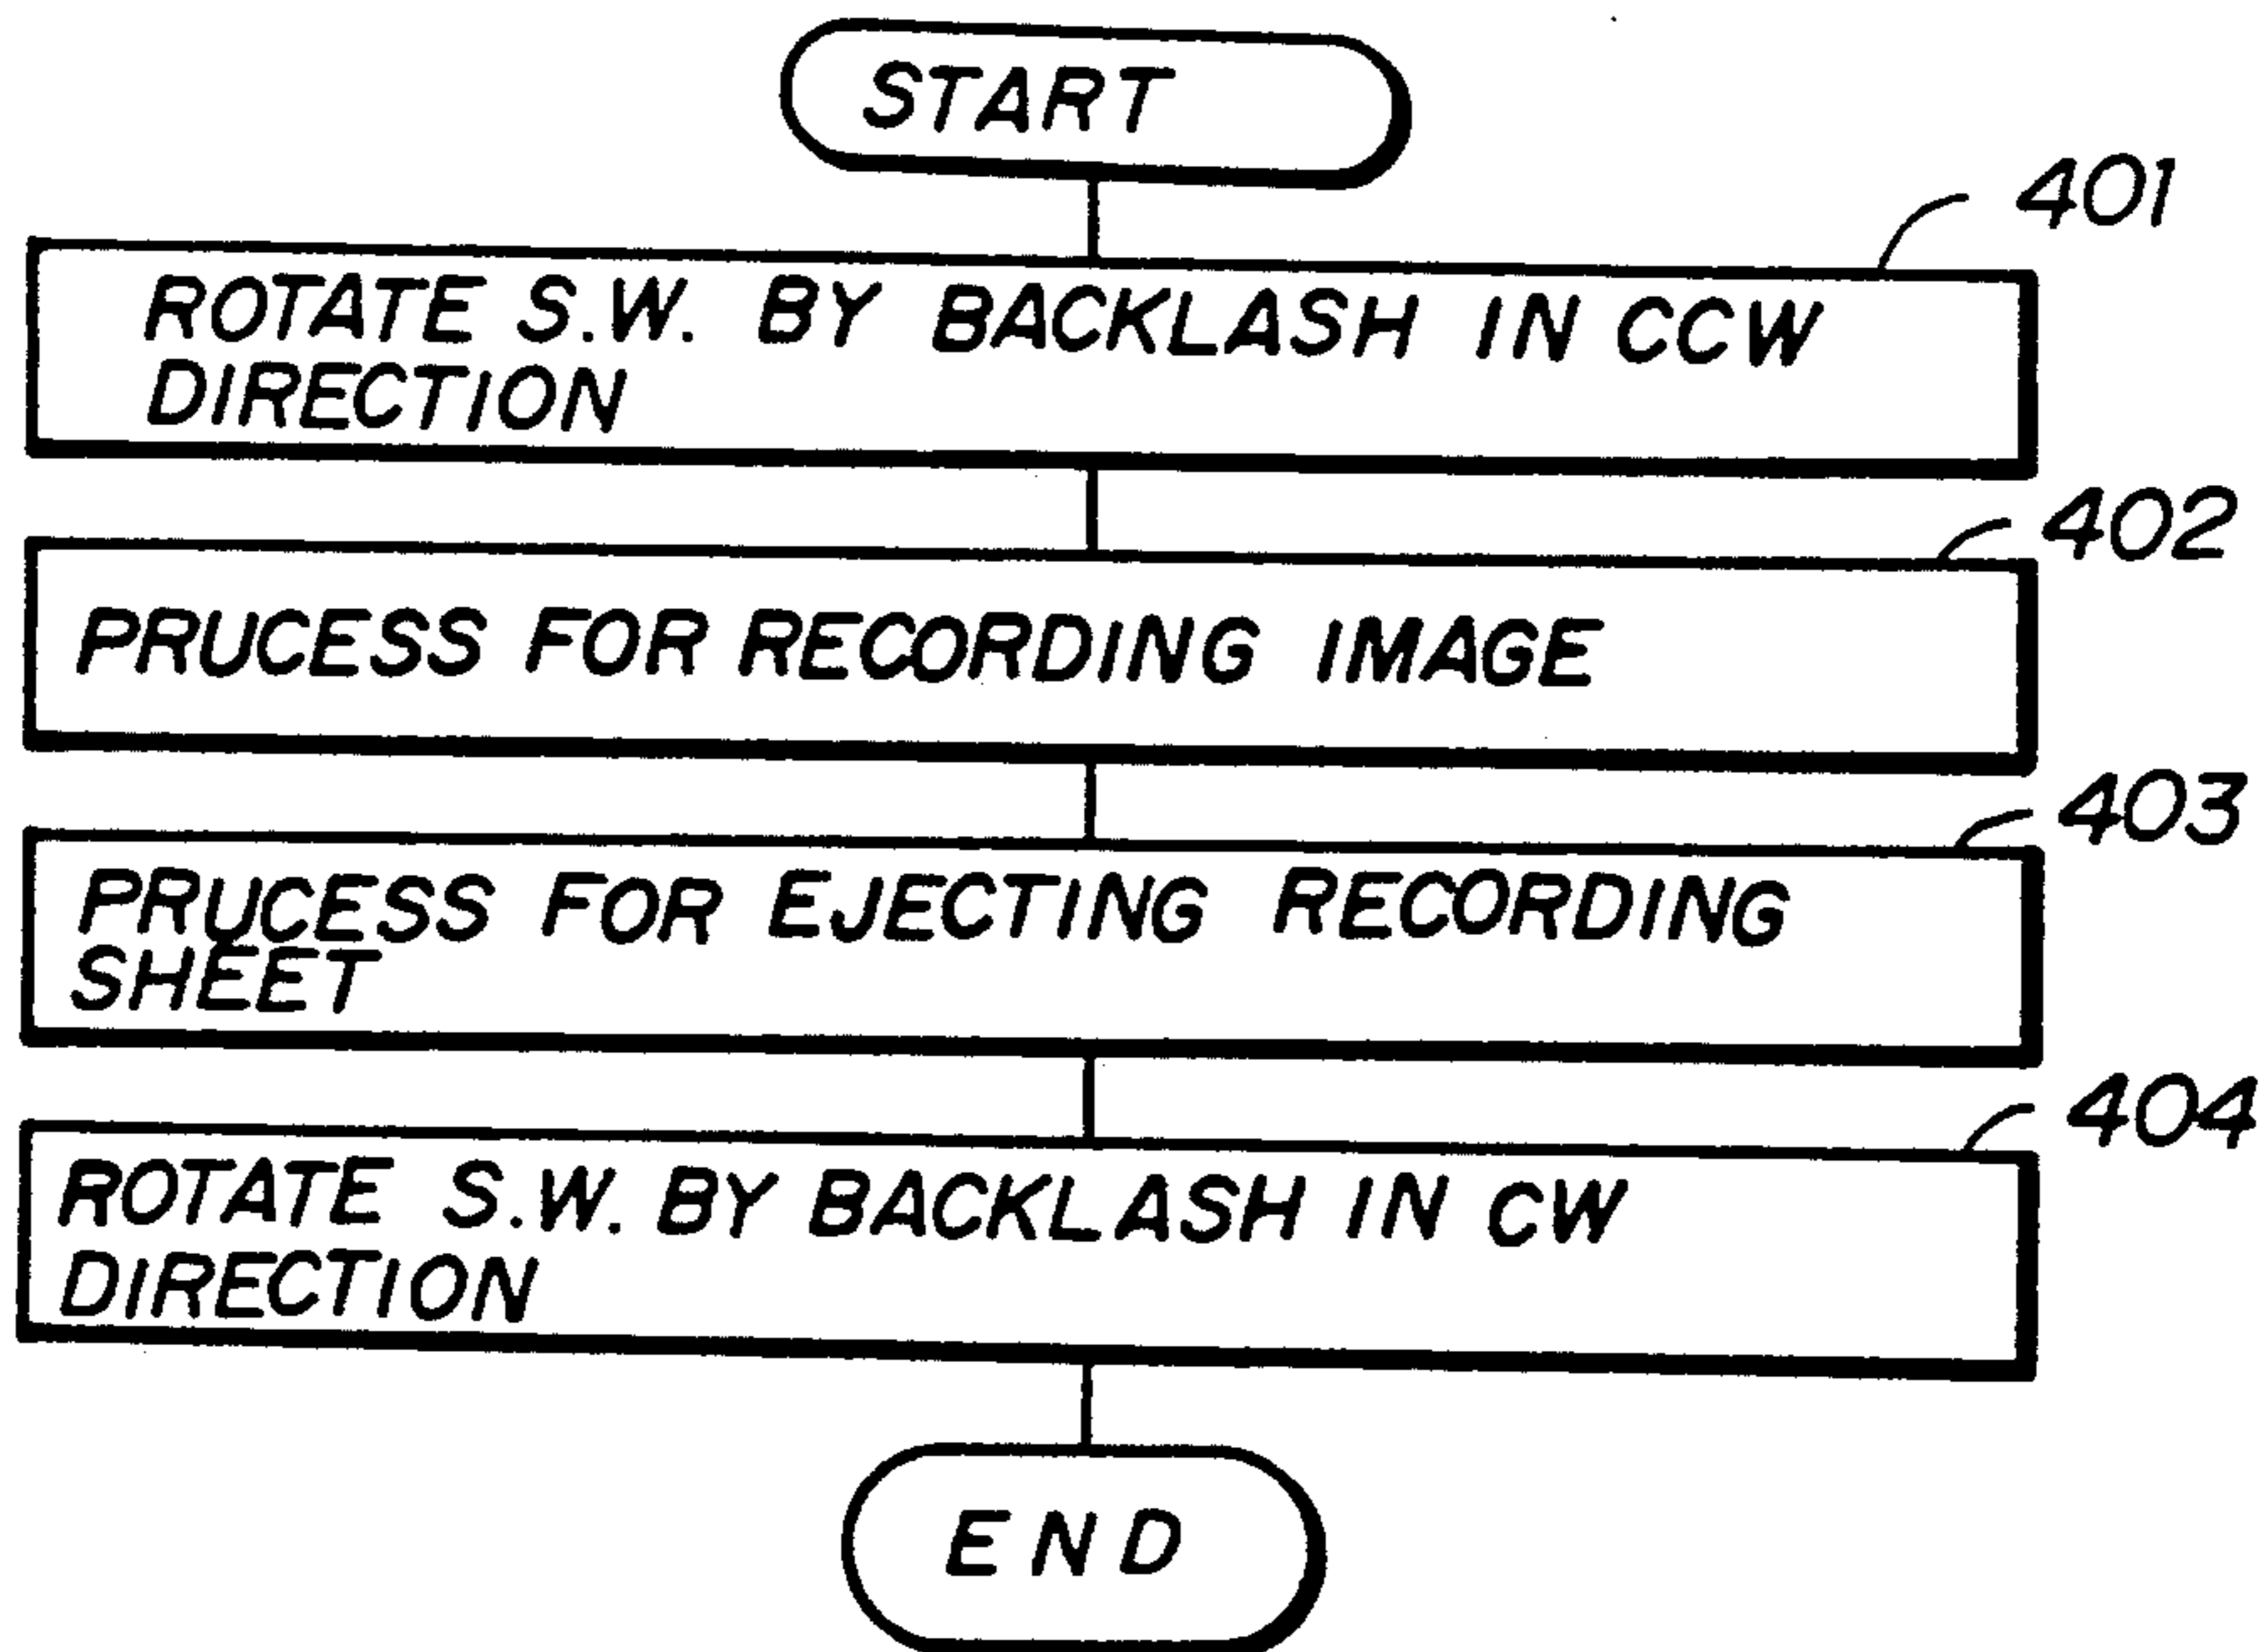 START
401
ROTATE S.W. BY BACKLASH IN CCW
DIRECTION
402
PRUCESS FOR RECORDING IMAGE
403
PRUCESS FOR EJECTING RECORDING
SHEET
404
ROTATE S.W. BY BACKLASH IN CW
DIRECTION
END